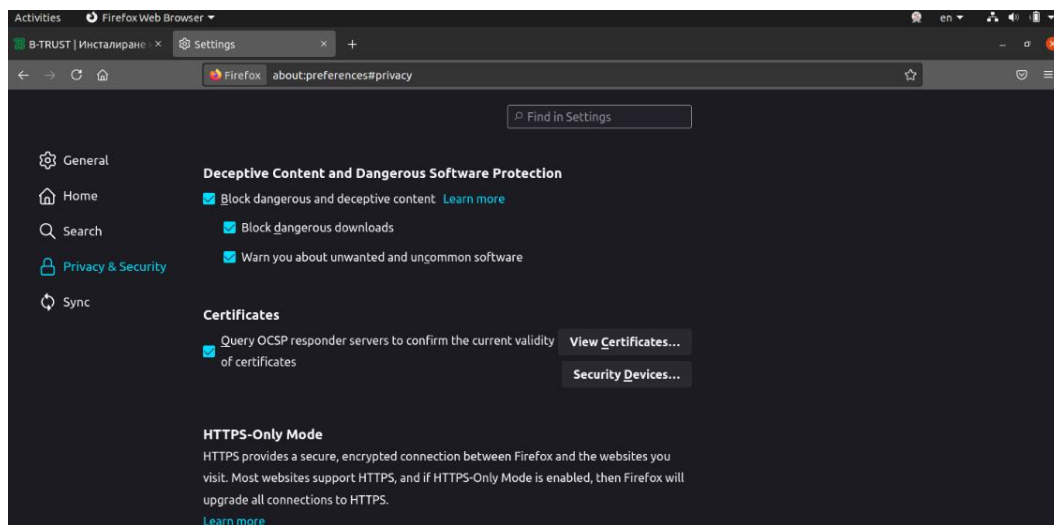 Activities Firefox Web Browser en
B-TRUST | Инсталиране Settings
Firefox about:preferences#privacy
Find in Settings
General
Home
Search
Privacy & Security
Sync
Deceptive Content and Dangerous Software Protection
Block dangerous and deceptive content Learn more
Block dangerous downloads
Warn you about unwanted and uncommon software
Certificates
Query OCSP responder servers to confirm the current validity
of certificates
View Certificates...
Security Devices...
HTTPS-Only Mode
HTTPS provides a secure, encrypted connection between Firefox and the websites you
visit. Most websites support HTTPS, and if HTTPS-Only Mode is enabled, then Firefox will
upgrade all connections to HTTPS.
Learn more